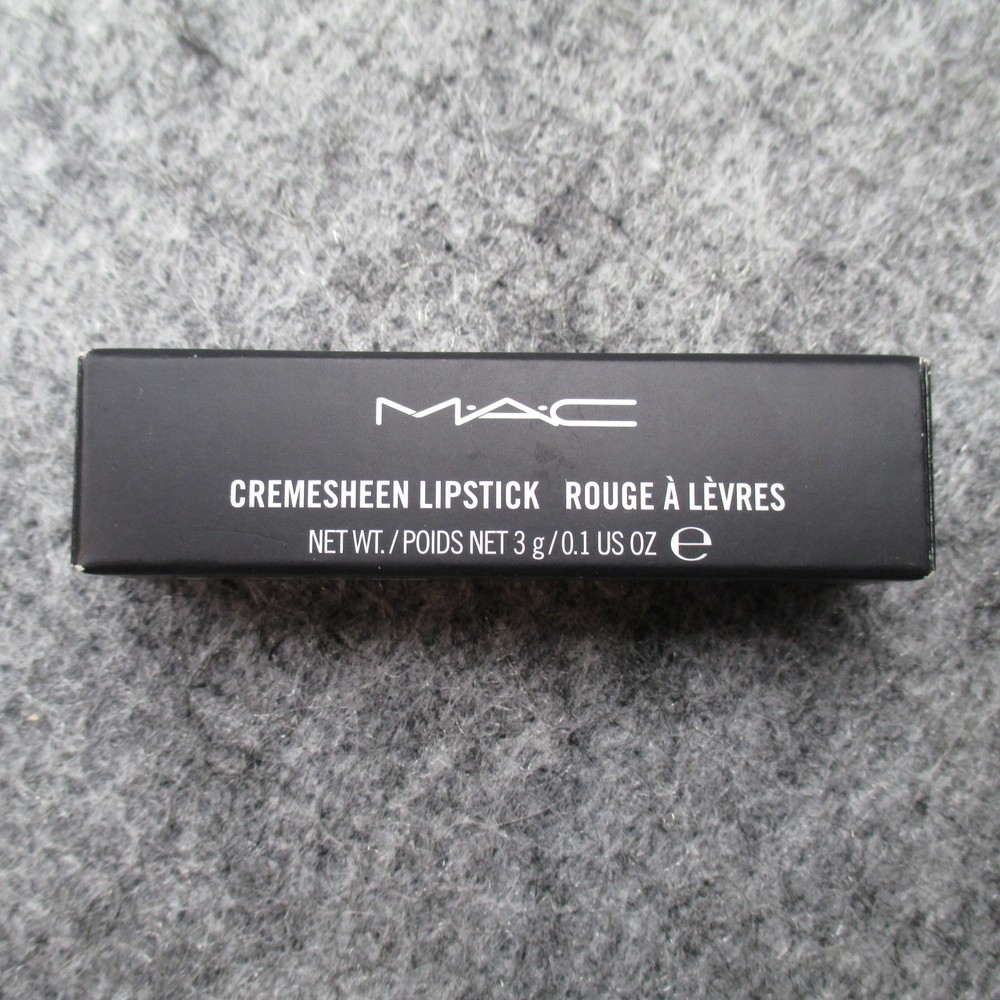 M·A·C
CREMESHEEN LIPSTICK ROUGE À LÈVRES
NET WT. / POIDS NET 3 g / 0.1 US OZ ℮